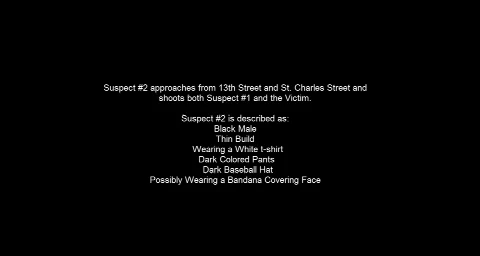 Suspect #2 approaches from 13th Street and St. Charles Street and
shoots both Suspect #1 and the Victim.
Suspect #2 is described as:
Black Male
Thin Build
Wearing a White t-shirt
Dark Colored Pants
Dark Baseball Hat
Possibly Wearing a Bandana Covering Face